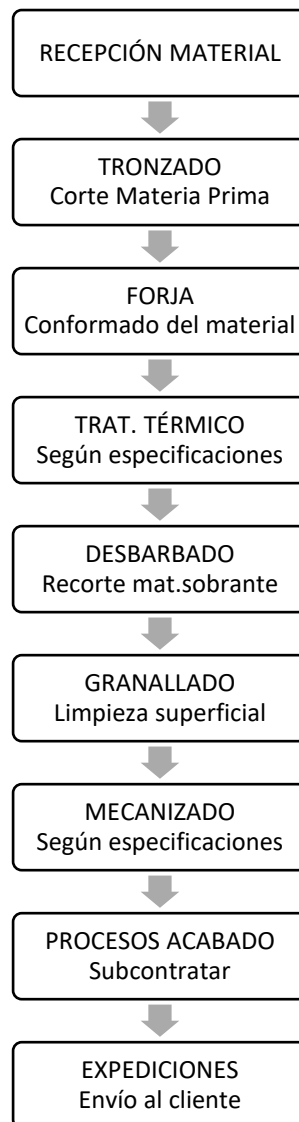 RECEPCIÓN MATERIAL
TRONZADO
Corte Materia Prima
FORJA
Conformado del material
TRAT. TÉRMICO
Según especificaciones
DESBARBADO
Recorte mat.sobrante
GRANALLADO
Limpieza superficial
MECANIZADO
Según especificaciones
PROCESOS ACABADO
Subcontratar
EXPEDICIONES
Envío al cliente